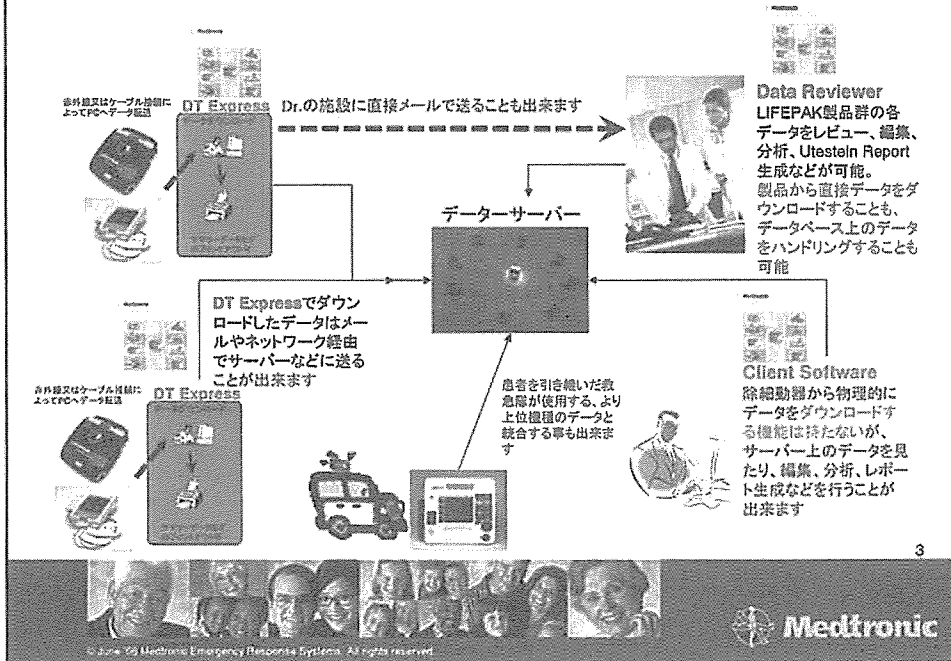 赤外線又はケーブル接続に
よってPCへデータ転送
DT Express
Dr.の施設に直接メールで送ることも出来ます
Data Reviewer
LIFEPAK製品群の各
データをレビュー、編集、
分析、Utestein Report
生成などが可能。
製品から直接データをダ
ウンロードすることも、
データベース上のデータ
をハンドリングすることも
可能
データーサーバー
DT Expressでダウン
ロードしたデータはメー
ルやネットワーク経由
でサーバーなどに送る
ことが出来ます
赤外線又はケーブル接続に
よってPCへデータ転送
DT Express
患者を引き継いだ救
急隊が使用する、より
上位機種のデータと
統合する事も出来ま
す
Client Software
除細動器から物理的に
データをダウンロードす
る機能は持たないが、
サーバー上のデータを見
たり、編集、分析、レポー
ト生成などを行うことが
出来ます
3
© June '06 Medtronic Emergency Response Systems. All rights reserved
Medtronic